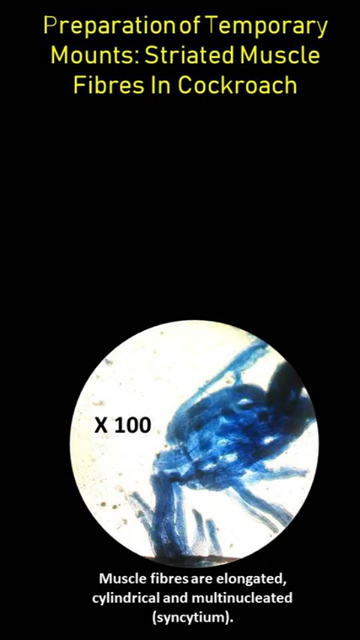 Preparation of Temporary
Mounts: Striated Muscle
Fibres In Cockroach
X 100
Muscle fibres are elongated,
cylindrical and multinucleated
(syncytium).